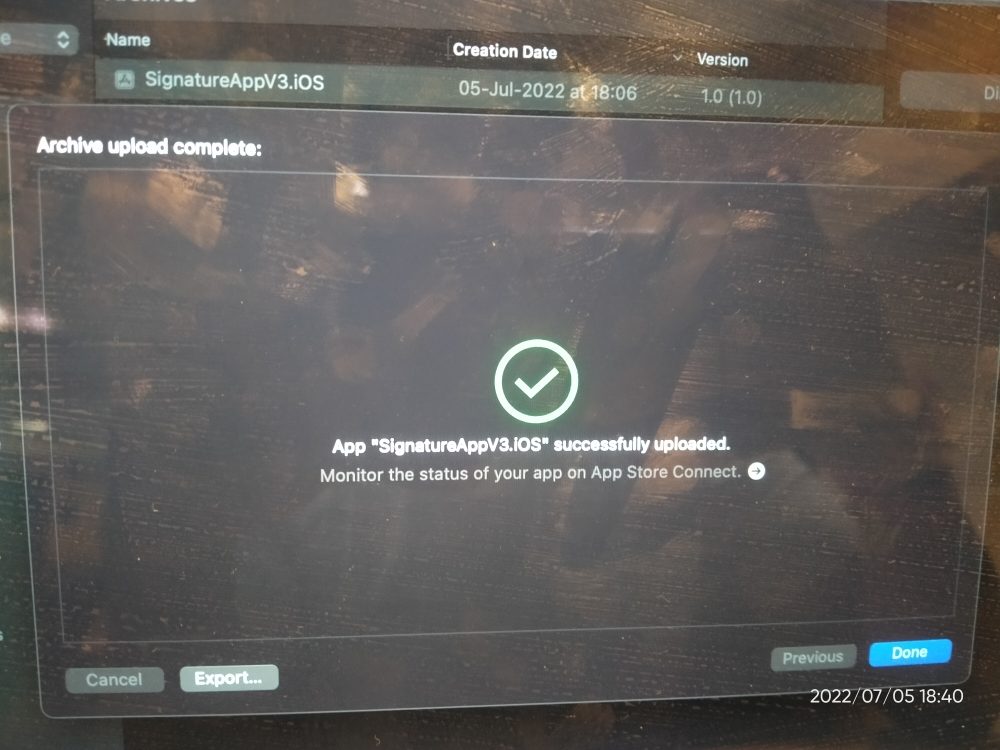 Name Creation Date Version
SignatureAppV3.iOS 05-Jul-2022 at 18:06 1.0 (1.0)
Archive upload complete:
App "SignatureAppV3.iOS" successfully uploaded.
Monitor the status of your app on App Store Connect.
Cancel Export... Previous Done
2022/07/05 18:40